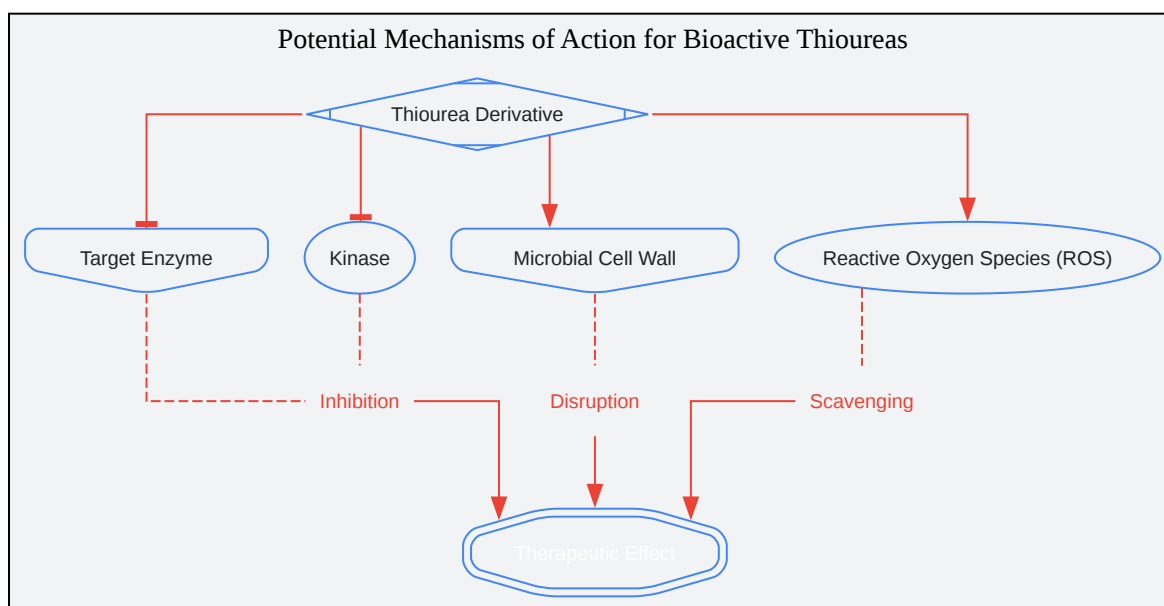 Potential Mechanisms of Action for Bioactive Thioureas
Thiourea Derivative
Target Enzyme
Kinase
Microbial Cell Wall
Reactive Oxygen Species (ROS)
Inhibition
Disruption
Scavenging
Therapeutic Effect